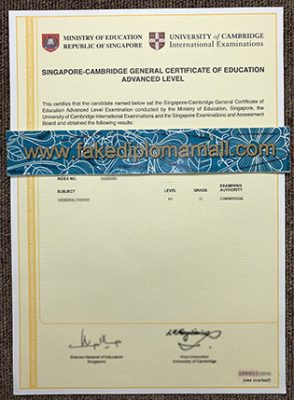 MINISTRY OF EDUCATION
REPUBLIC OF SINGAPORE
UNIVERSITY of CAMBRIDGE
International Examinations
SINGAPORE-CAMBRIDGE GENERAL CERTIFICATE OF EDUCATION
ADVANCED LEVEL
This certifies that the candidate named below sat the Singapore-Cambridge General Certificate of
Education Advanced Level Examination conducted by the Ministry of Education, Singapore, the
University of Cambridge International Examinations and the Singapore Examinations and Assessment
Board and obtained the following results:
www.fakediplomamall.com
INDEX NO.
SUBJECT LEVEL GRADE EXAMINING
AUTHORITY
GENERAL PAPER H1 CAMBRIDGE
Director-General of Education
Singapore
Vice-Chancellor
University of Cambridge
(see overleaf)